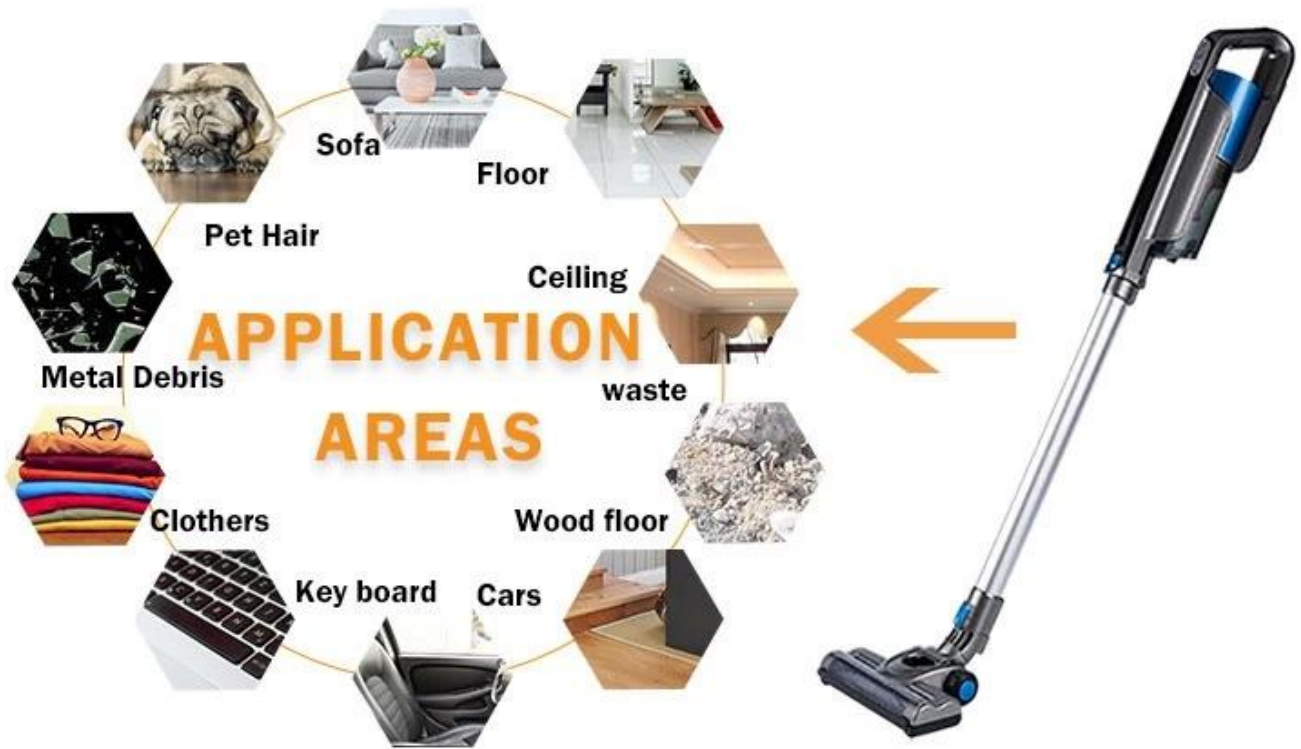 Sofa
Floor
Pet Hair
Ceiling
APPLICATION
Metal Debris
waste
AREAS
Clothers
Wood floor
Key board
Cars